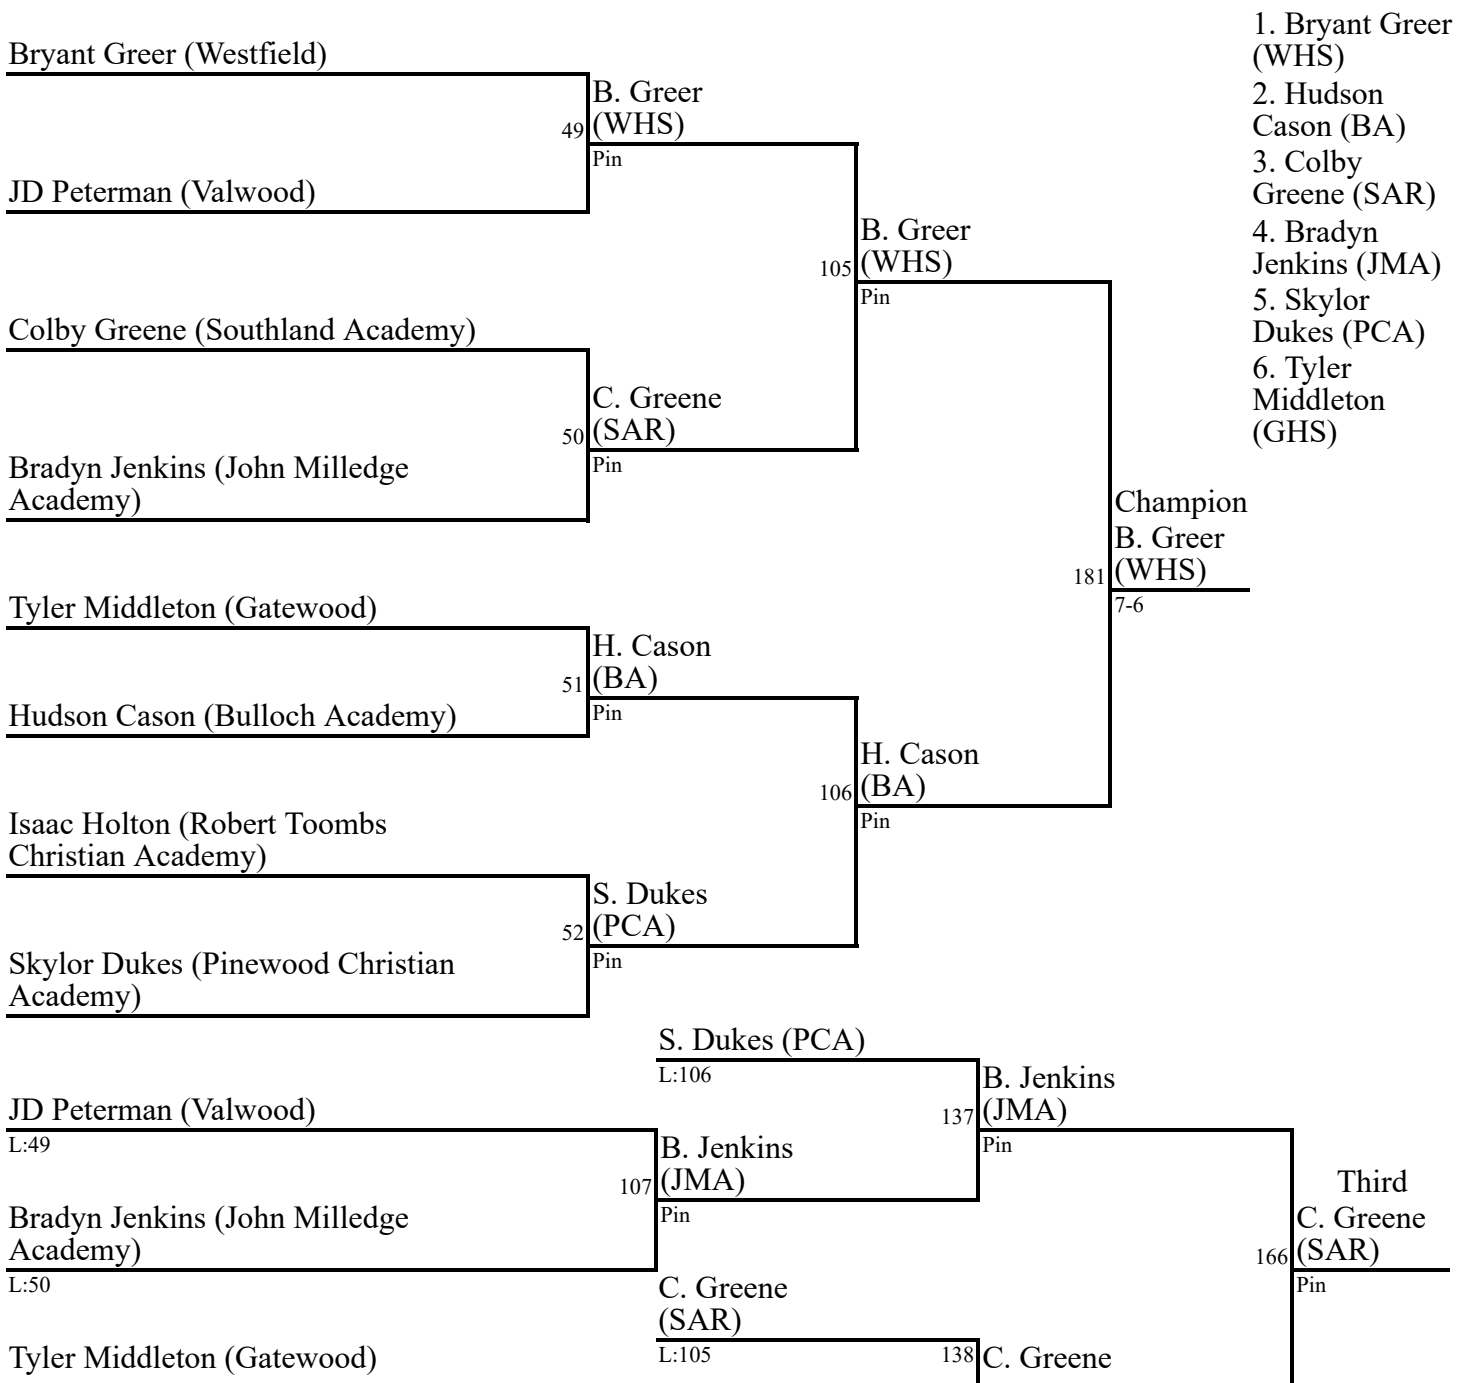 Bryant Greer (Westfield)
B. Greer
(WHS)
49
Pin
JD Peterman (Valwood)
B. Greer
(WHS)
105
Pin
Colby Greene (Southland Academy)
C. Greene
(SAR)
50
Pin
Bradyn Jenkins (John Milledge
Academy)
Champion
B. Greer
(WHS)
181
7-6
Tyler Middleton (Gatewood)
H. Cason
(BA)
51
Pin
Hudson Cason (Bulloch Academy)
H. Cason
(BA)
106
Pin
Isaac Holton (Robert Toombs
Christian Academy)
S. Dukes
(PCA)
52
Pin
Skylor Dukes (Pinewood Christian
Academy)
1. Bryant Greer
(WHS)
2. Hudson
Cason (BA)
3. Colby
Greene (SAR)
4. Bradyn
Jenkins (JMA)
5. Skylor
Dukes (PCA)
6. Tyler
Middleton
(GHS)
S. Dukes (PCA)
L:106
B. Jenkins
(JMA)
137
Pin
JD Peterman (Valwood)
L:49
B. Jenkins
(JMA)
107
Pin
Bradyn Jenkins (John Milledge
Academy)
L:50
Third
C. Greene
(SAR)
166
Pin
C. Greene
(SAR)
L:105
138
C. Greene
Tyler Middleton (Gatewood)